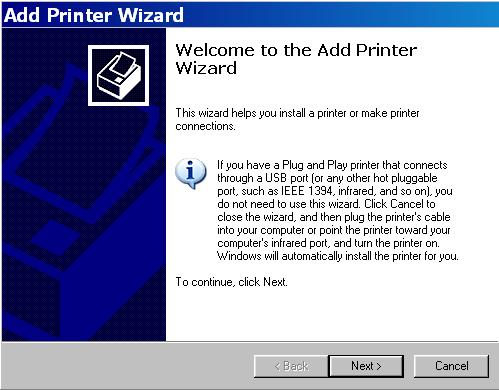 Add Printer Wizard
Welcome to the Add Printer
Wizard
This wizard helps you install a printer or make printer
connections.
If you have a Plug and Play printer that connects
through a USB port (or any other hot pluggable
port, such as IEEE 1394, infrared, and so on), you
do not need to use this wizard. Click Cancel to
close the wizard, and then plug the printer's cable
into your computer or point the printer toward your
computer's infrared port, and turn the printer on.
Windows will automatically install the printer for you.
To continue, click Next.
< Back
Next >
Cancel